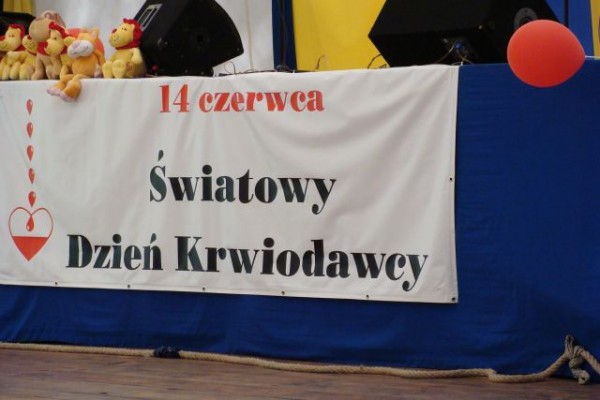 14 czerwca
Światowy
Dzień Krwiodawcy